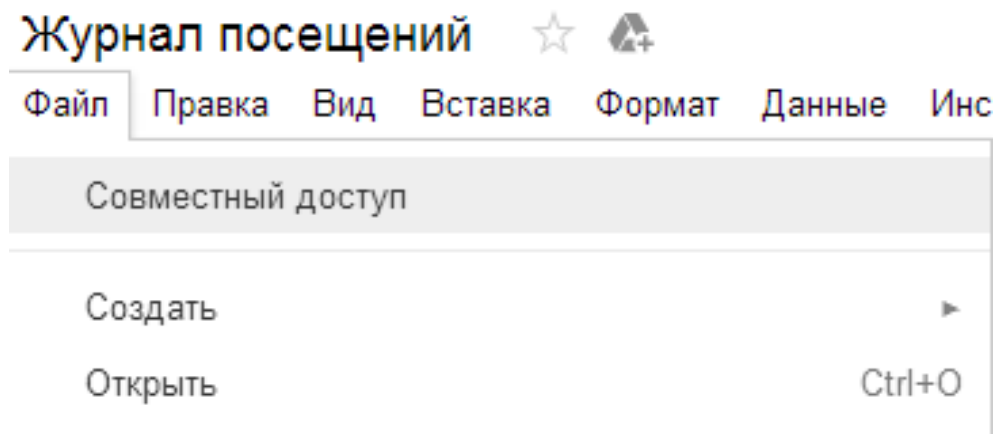 Журнал посещений
Файл Правка Вид Вставка Формат Данные Инс
Совместный доступ
Создать
Открыть Ctrl+O